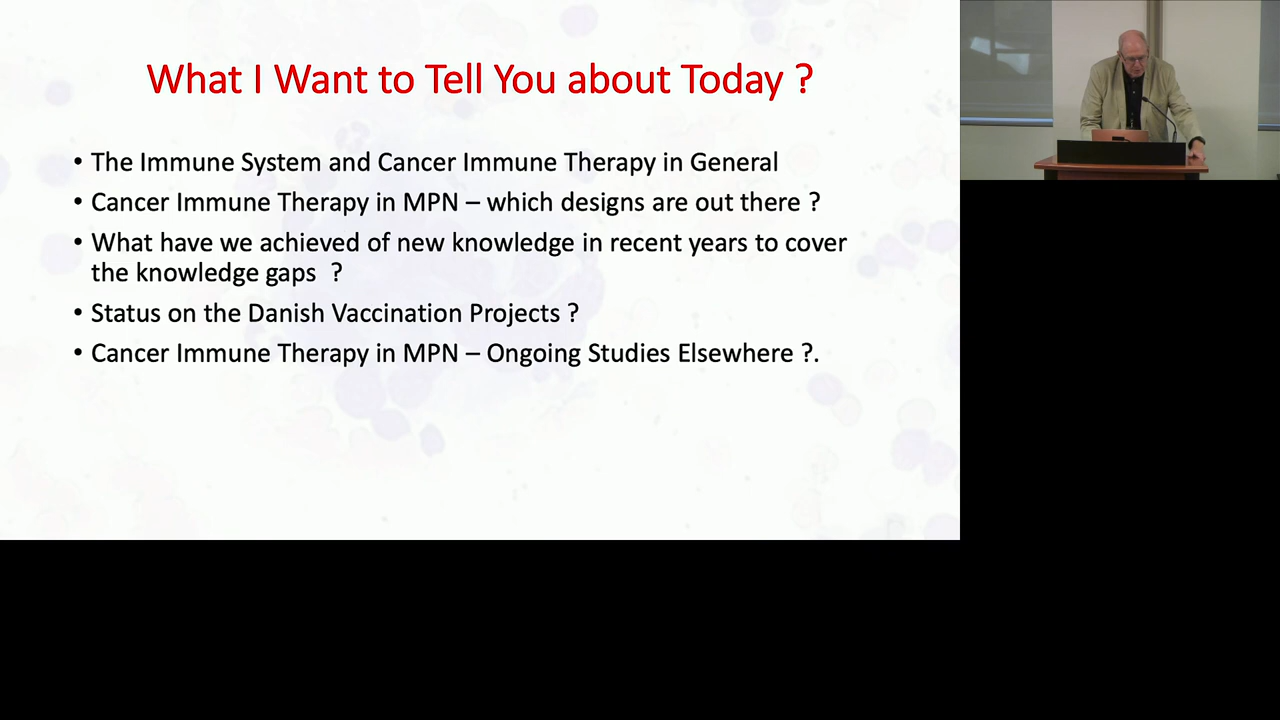 What I Want to Tell You about Today ?
• The Immune System and Cancer Immune Therapy in General
• Cancer Immune Therapy in MPN – which designs are out there ?
• What have we achieved of new knowledge in recent years to cover
the knowledge gaps  ?
• Status on the Danish Vaccination Projects ?
• Cancer Immune Therapy in MPN – Ongoing Studies Elsewhere ?.